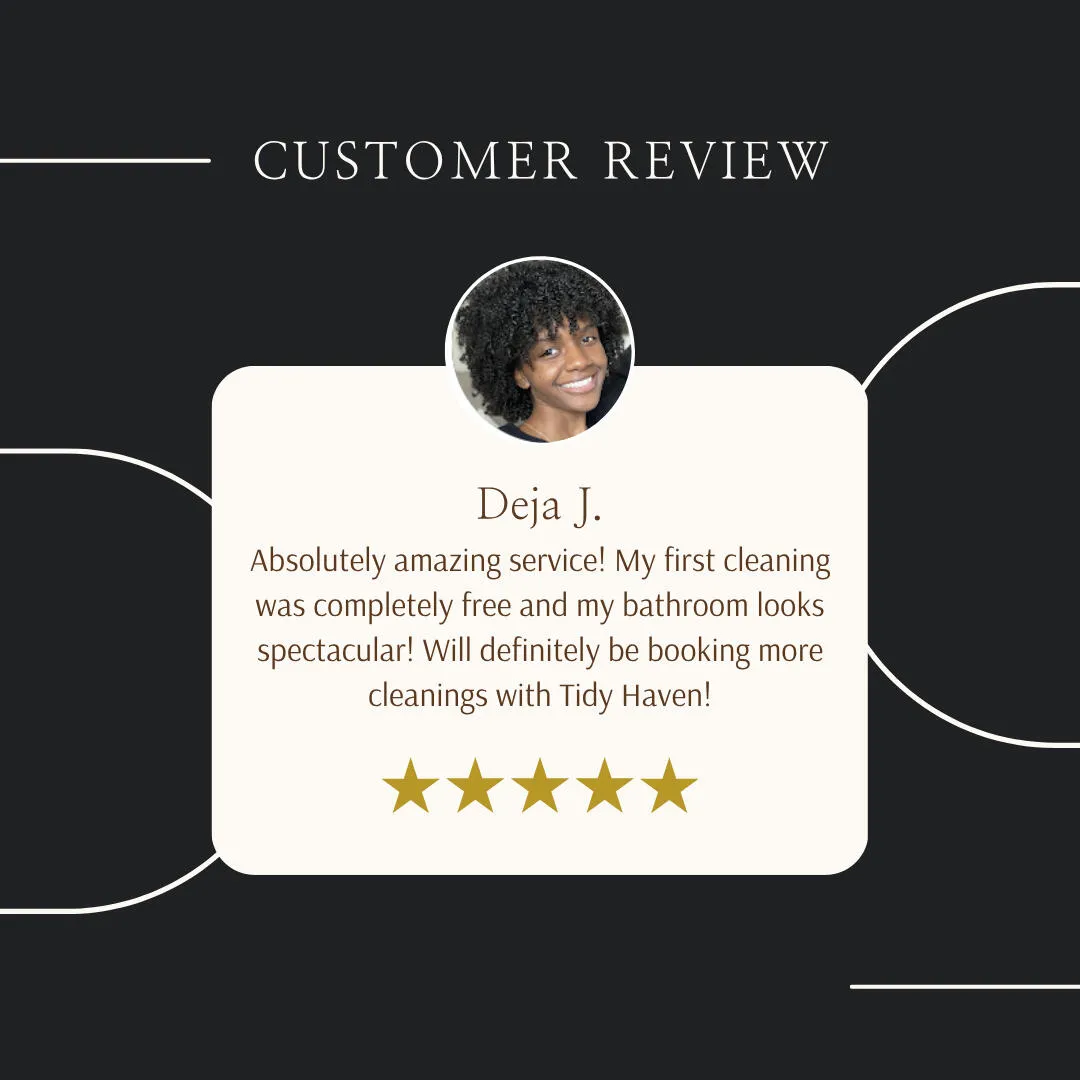 CUSTOMER REVIEW
Deja J.
Absolutely amazing service! My first cleaning
was completely free and my bathroom looks
spectacular! Will definitely be booking more
cleanings with Tidy Haven!